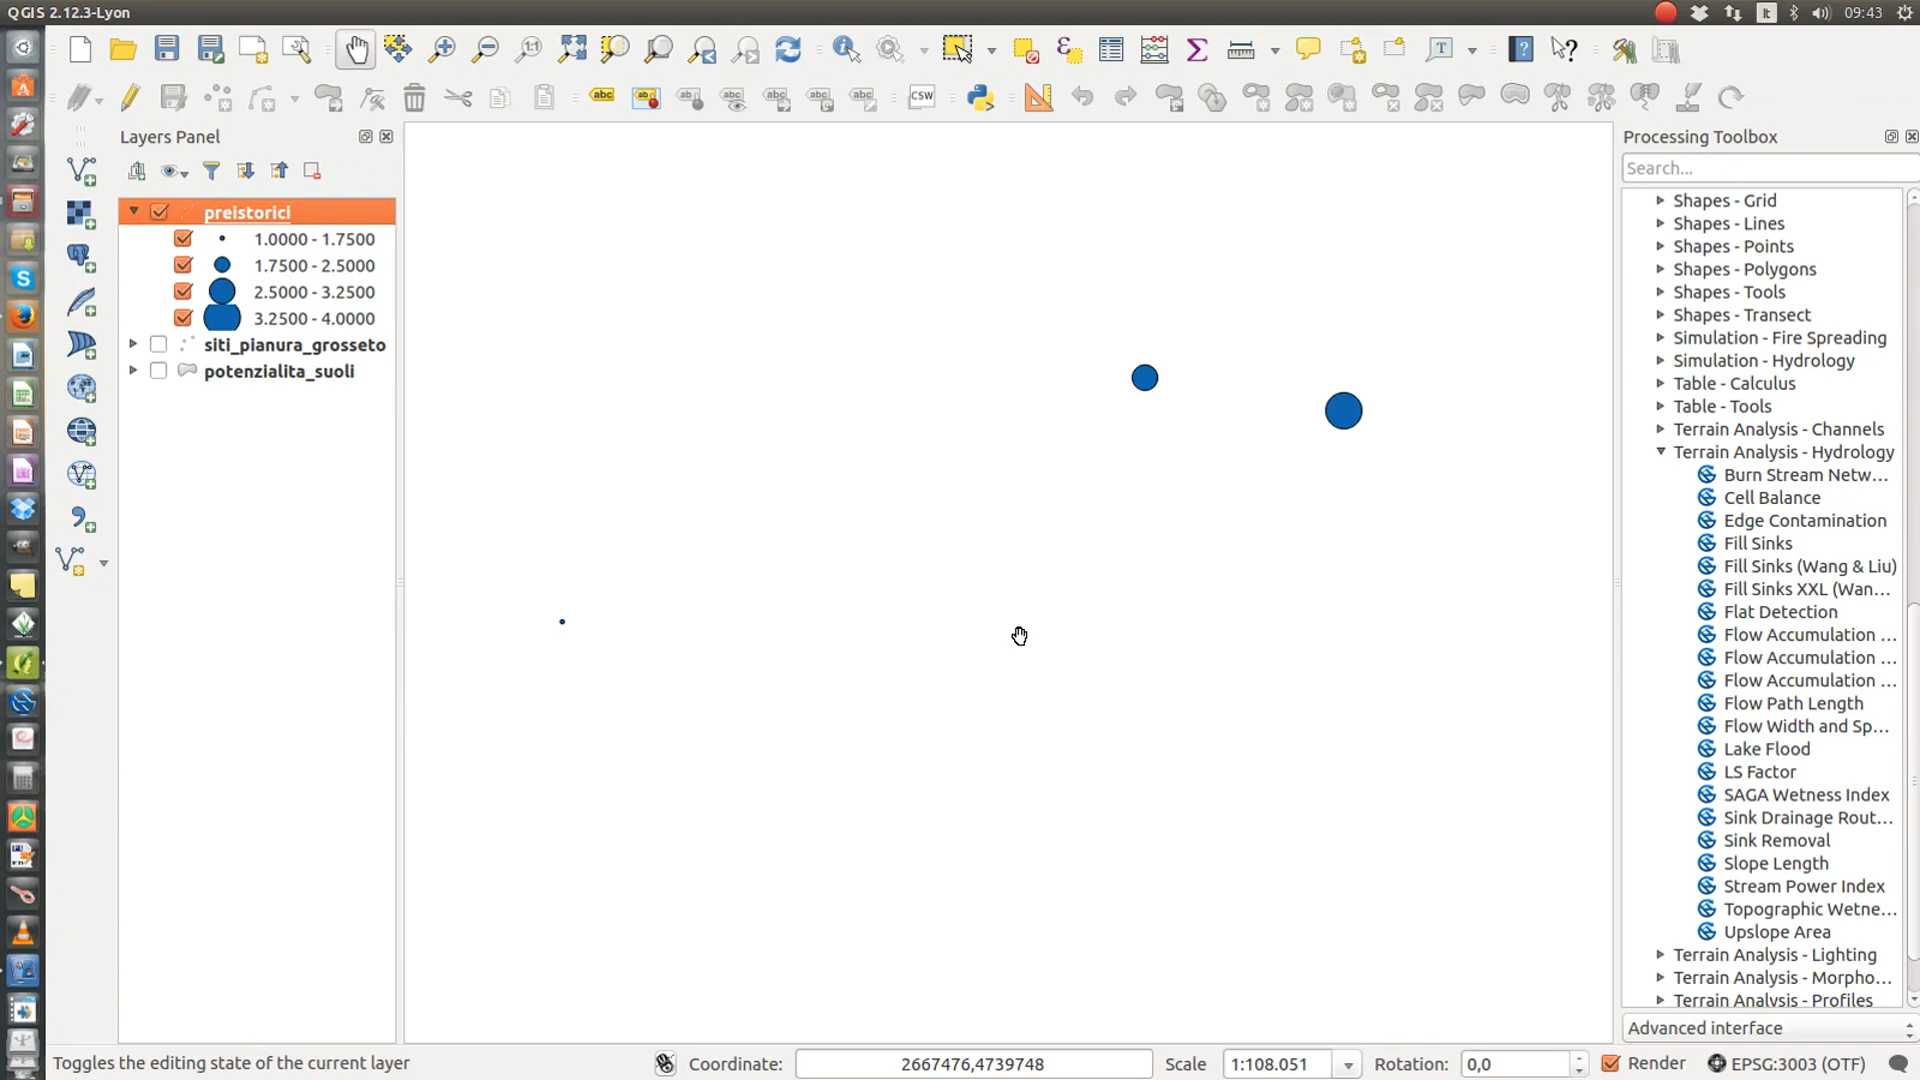 QGIS 2.12.3-Lyon
lt
09:43
abc
CSW
Layers Panel
preistorici
1.0000 - 1.7500
1.7500 - 2.5000
2.5000 - 3.2500
3.2500 - 4.0000
siti_pianura_grosseto
potenzialita_suoli
Processing Toolbox
Search...
Shapes - Grid
Shapes - Lines
Shapes - Points
Shapes - Polygons
Shapes - Tools
Shapes - Transect
Simulation - Fire Spreading
Simulation - Hydrology
Table - Calculus
Table - Tools
Terrain Analysis - Channels
Terrain Analysis - Hydrology
Burn Stream Netw...
Cell Balance
Edge Contamination
Fill Sinks
Fill Sinks (Wang & Liu)
Fill Sinks XXL (Wan...
Flat Detection
Flow Accumulation ...
Flow Accumulation ...
Flow Accumulation ...
Flow Path Length
Flow Width and Sp...
Lake Flood
LS Factor
SAGA Wetness Index
Sink Drainage Rout...
Sink Removal
Slope Length
Stream Power Index
Topographic Wetne...
Upslope Area
Terrain Analysis - Lighting
Terrain Analysis - Morpho...
Terrain Analysis - Profiles
Advanced interface
Toggles the editing state of the current layer
Coordinate:
2667476,4739748
Scale
1:108.051
Rotation:
0,0
Render
EPSG:3003 (OTF)